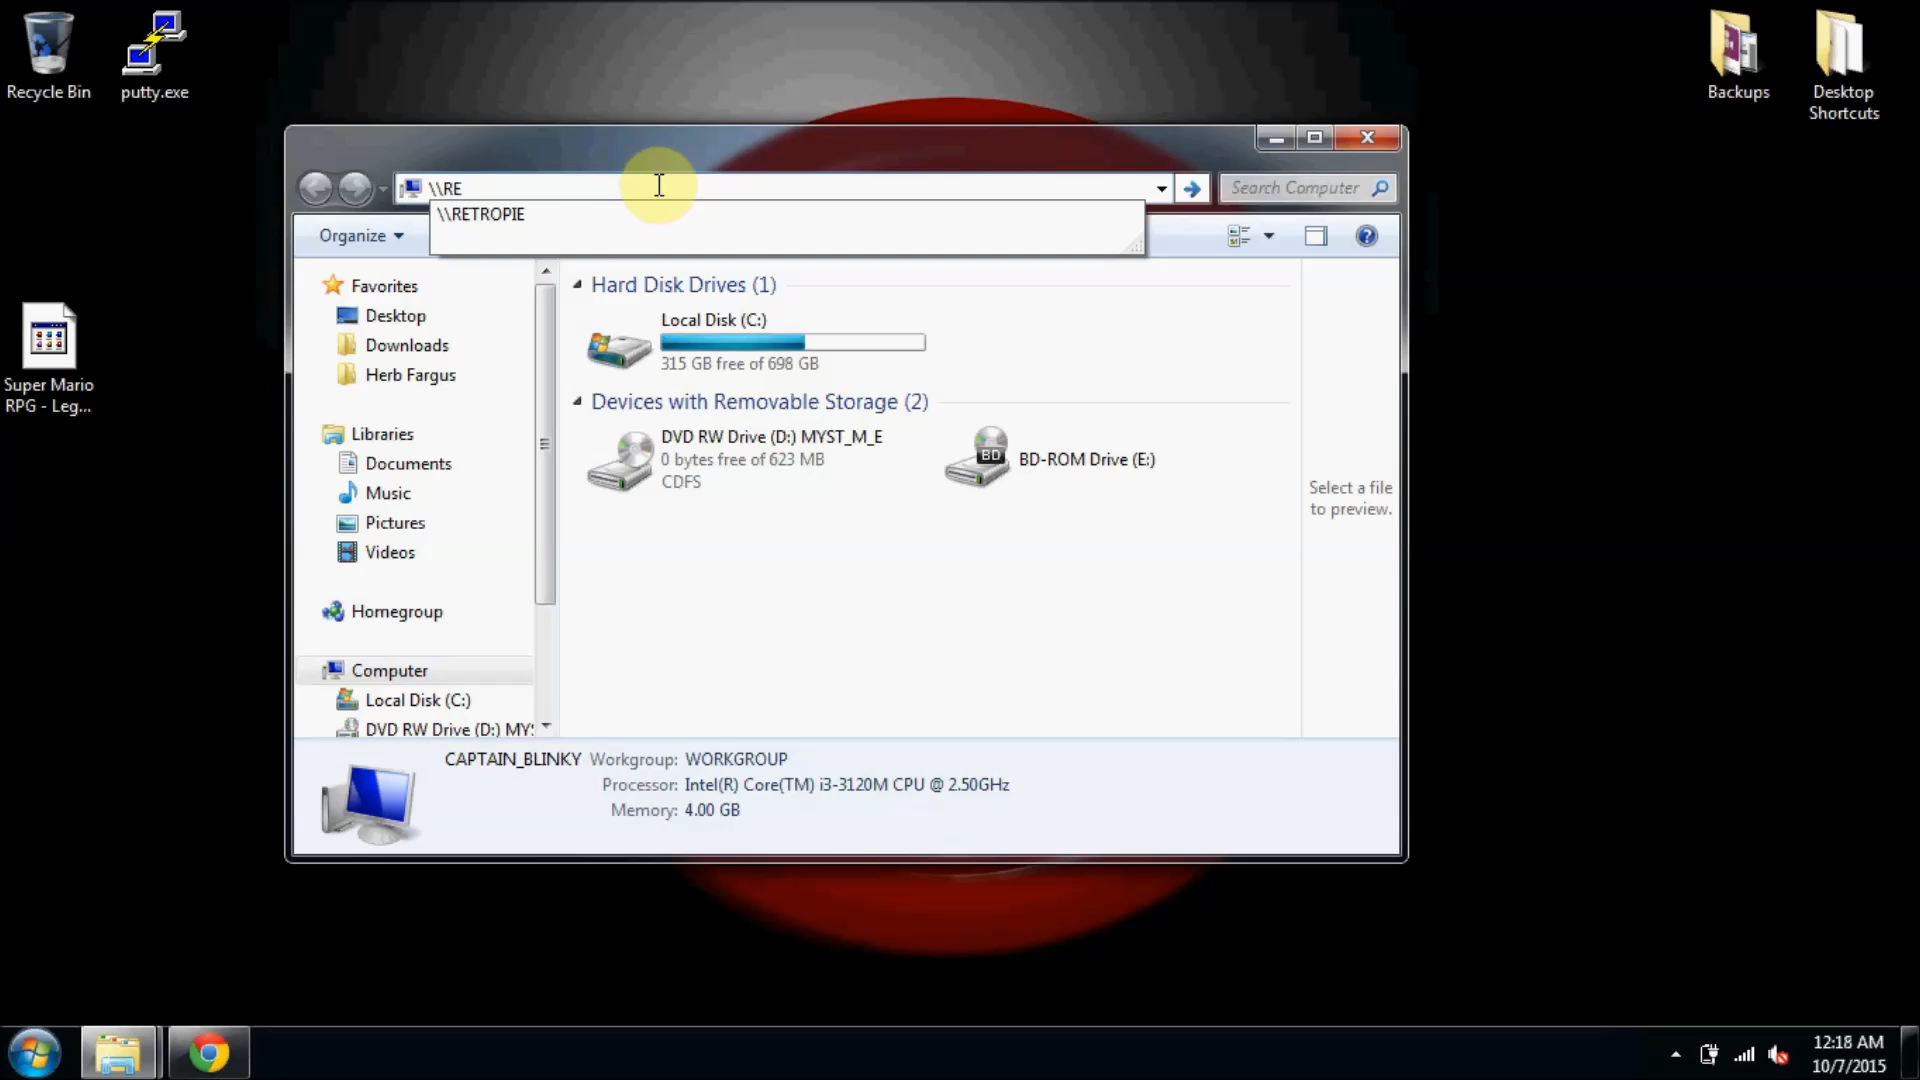 Recycle Bin
putty.exe
Backups
Desktop
Shortcuts
\\RE
Search Computer
\\RETROPIE
Organize
Favorites
Desktop
Downloads
Herb Fargus
Libraries
Documents
Music
Pictures
Videos
Homegroup
Computer
Local Disk (C:)
DVD RW Drive (D:) MYS
Hard Disk Drives (1)
Local Disk (C:)
315 GB free of 698 GB
Devices with Removable Storage (2)
DVD RW Drive (D:) MYST_M_E
0 bytes free of 623 MB
CDFS
BD
BD-ROM Drive (E:)
Select a file
to preview.
Super Mario
RPG - Leg...
CAPTAIN_BLINKY Workgroup: WORKGROUP
Processor: Intel(R) Core(TM) i3-3120M CPU @ 2.50GHz
Memory: 4.00 GB
12:18 AM
10/7/2015